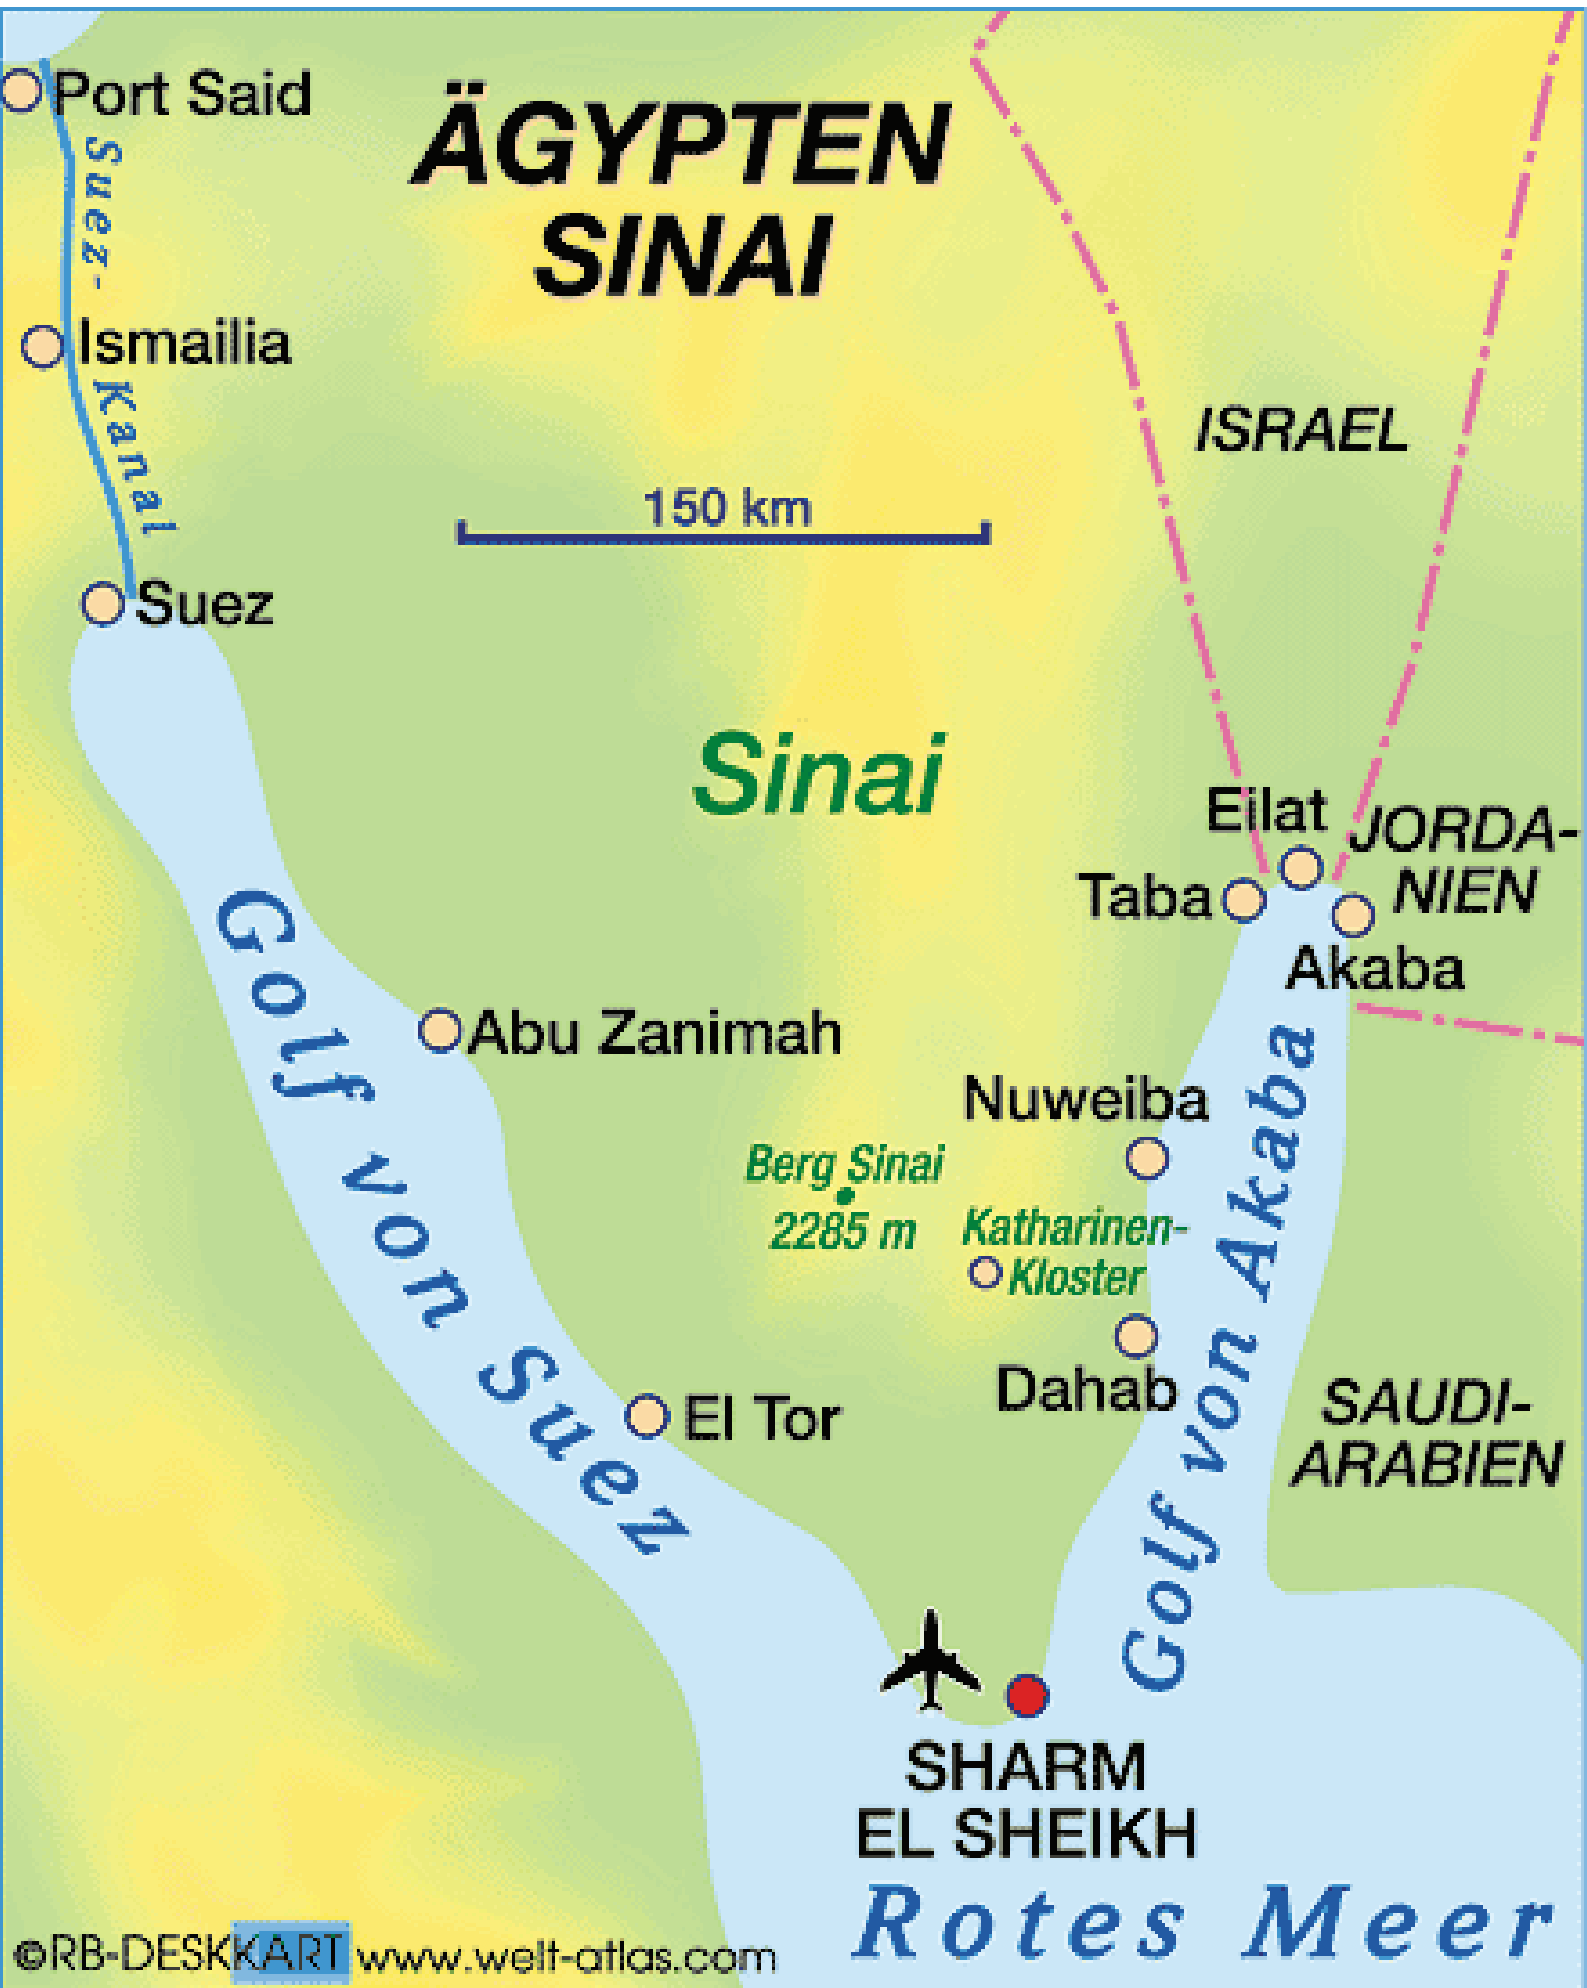 Port Said
ÄGYPTEN
SINAI
Suez-
Ismailia
Kanal
ISRAEL
150 km
Suez
Sinai
Eilat
JORDA-
NIEN
Taba
Akaba
Golf von Suez
Abu Zanimah
Nuweiba
Berg Sinai
2285 m
Katharinen-
Kloster
Golf von Akaba
Dahab
El Tor
SAUDI-
ARABIEN
SHARM
EL SHEIKH
Rotes Meer
©RB-DESKKART www.welt-atlas.com